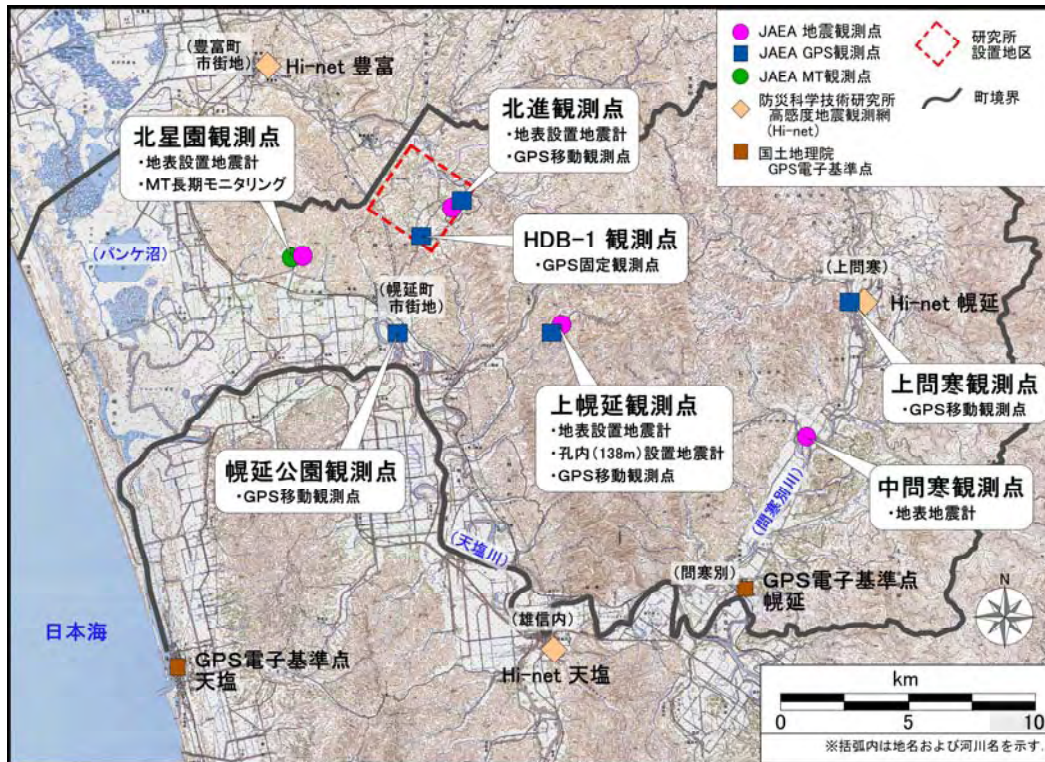 (豊富町
市街地)
Hi-net 豊富
北星園観測点
・地表設置地震計
・MT長期モニタリング
北進観測点
・地表設置地震計
・GPS移動観測点
HDB-1 観測点
・GPS固定観測点
JAEA 地震観測点
JAEA GPS観測点
JAEA MT観測点
防災科学技術研究所
高感度地震観測網
(Hi-net)
国土地理院
GPS電子基準点
研究所
設置地区
町境界
(パンケ沼)
(幌延町
市街地)
(上問寒)
Hi-net 幌延
上問寒観測点
・GPS移動観測点
上幌延観測点
・地表設置地震計
・孔内(138m)設置地震計
・GPS移動観測点
幌延公園観測点
・GPS移動観測点
中問寒観測点
・地表地震計
(問寒別川)
(天塩川)
(問寒別)
GPS電子基準点
幌延
(雄信内)
Hi-net 天塩
日本海
GPS電子基準点
天塩
N
km
0 5 10
※括弧内は地名および河川名を示す.